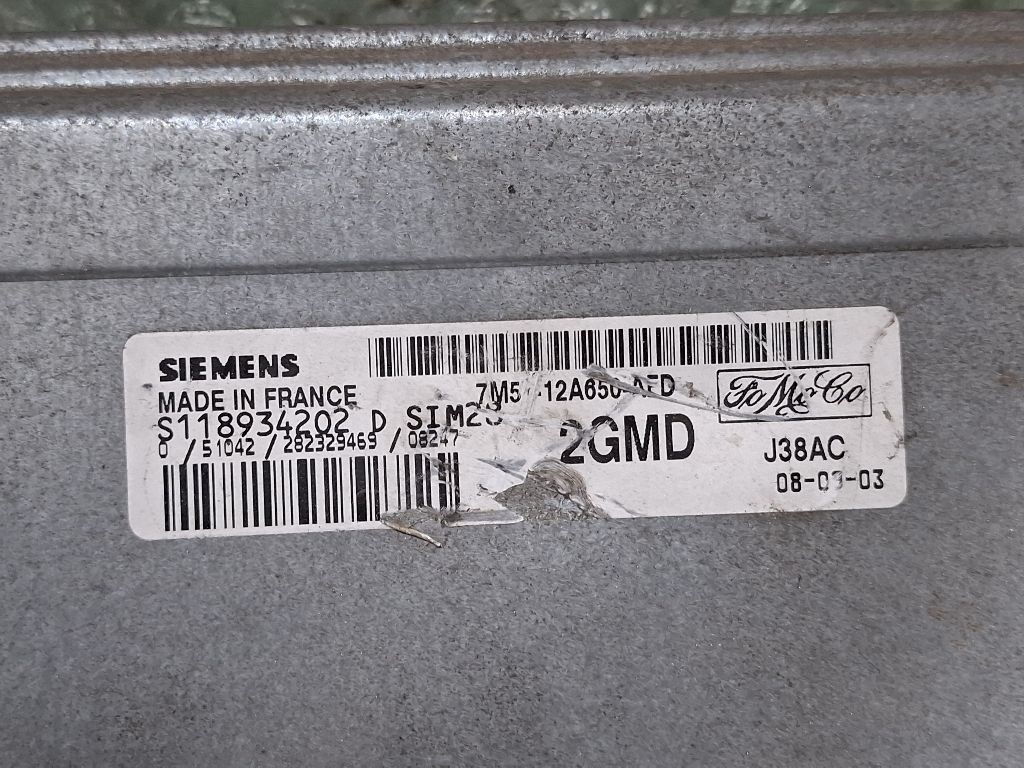 SIEMENS
MADE IN FRANCE
S118934202 D
0 / 51042 / 282329469 / 08247
2GMD
FoMoCo
J38AC